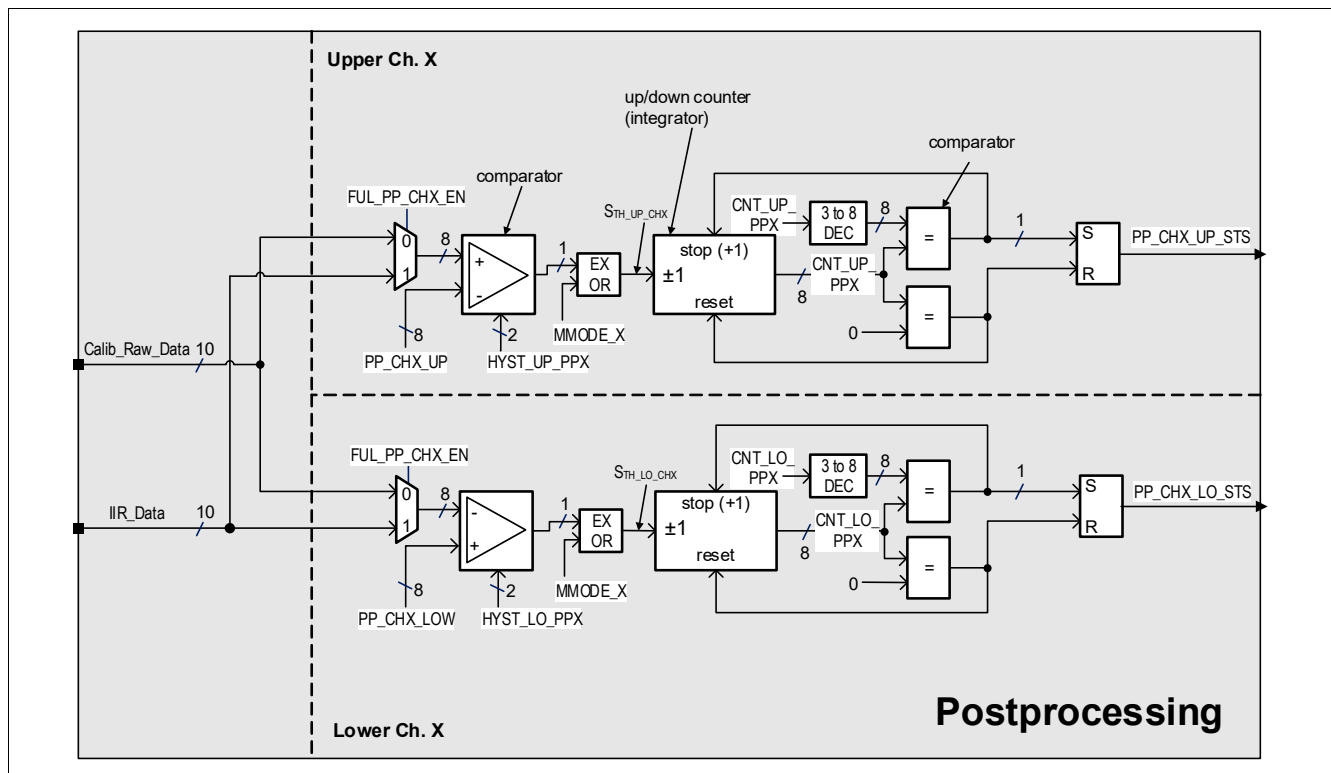 Upper Ch. X
up/down counter
(integrator)
comparator
comparator
FUL_PP_CHX_EN
0
1
8
+
-
8
PP_CHX_UP
2
HYST_UP_PPX
1
EX
OR
MMODE_X
STH_UP_CHX
stop (+1)
±1
reset
CNT_UP_
PPX
3 to 8
DEC
8
=
8
CNT_UP_
PPX
0
=
1
S
R
PP_CHX_UP_STS
Calib_Raw_Data 10
IIR_Data 10
FUL_PP_CHX_EN
0
1
8
-
+
8
PP_CHX_LOW
2
HYST_LO_PPX
1
EX
OR
MMODE_X
STH_LO_CHX
stop (+1)
±1
reset
CNT_LO_
PPX
3 to 8
DEC
8
=
8
CNT_LO_
PPX
0
=
1
S
R
PP_CHX_LO_STS
Lower Ch. X
Postprocessing